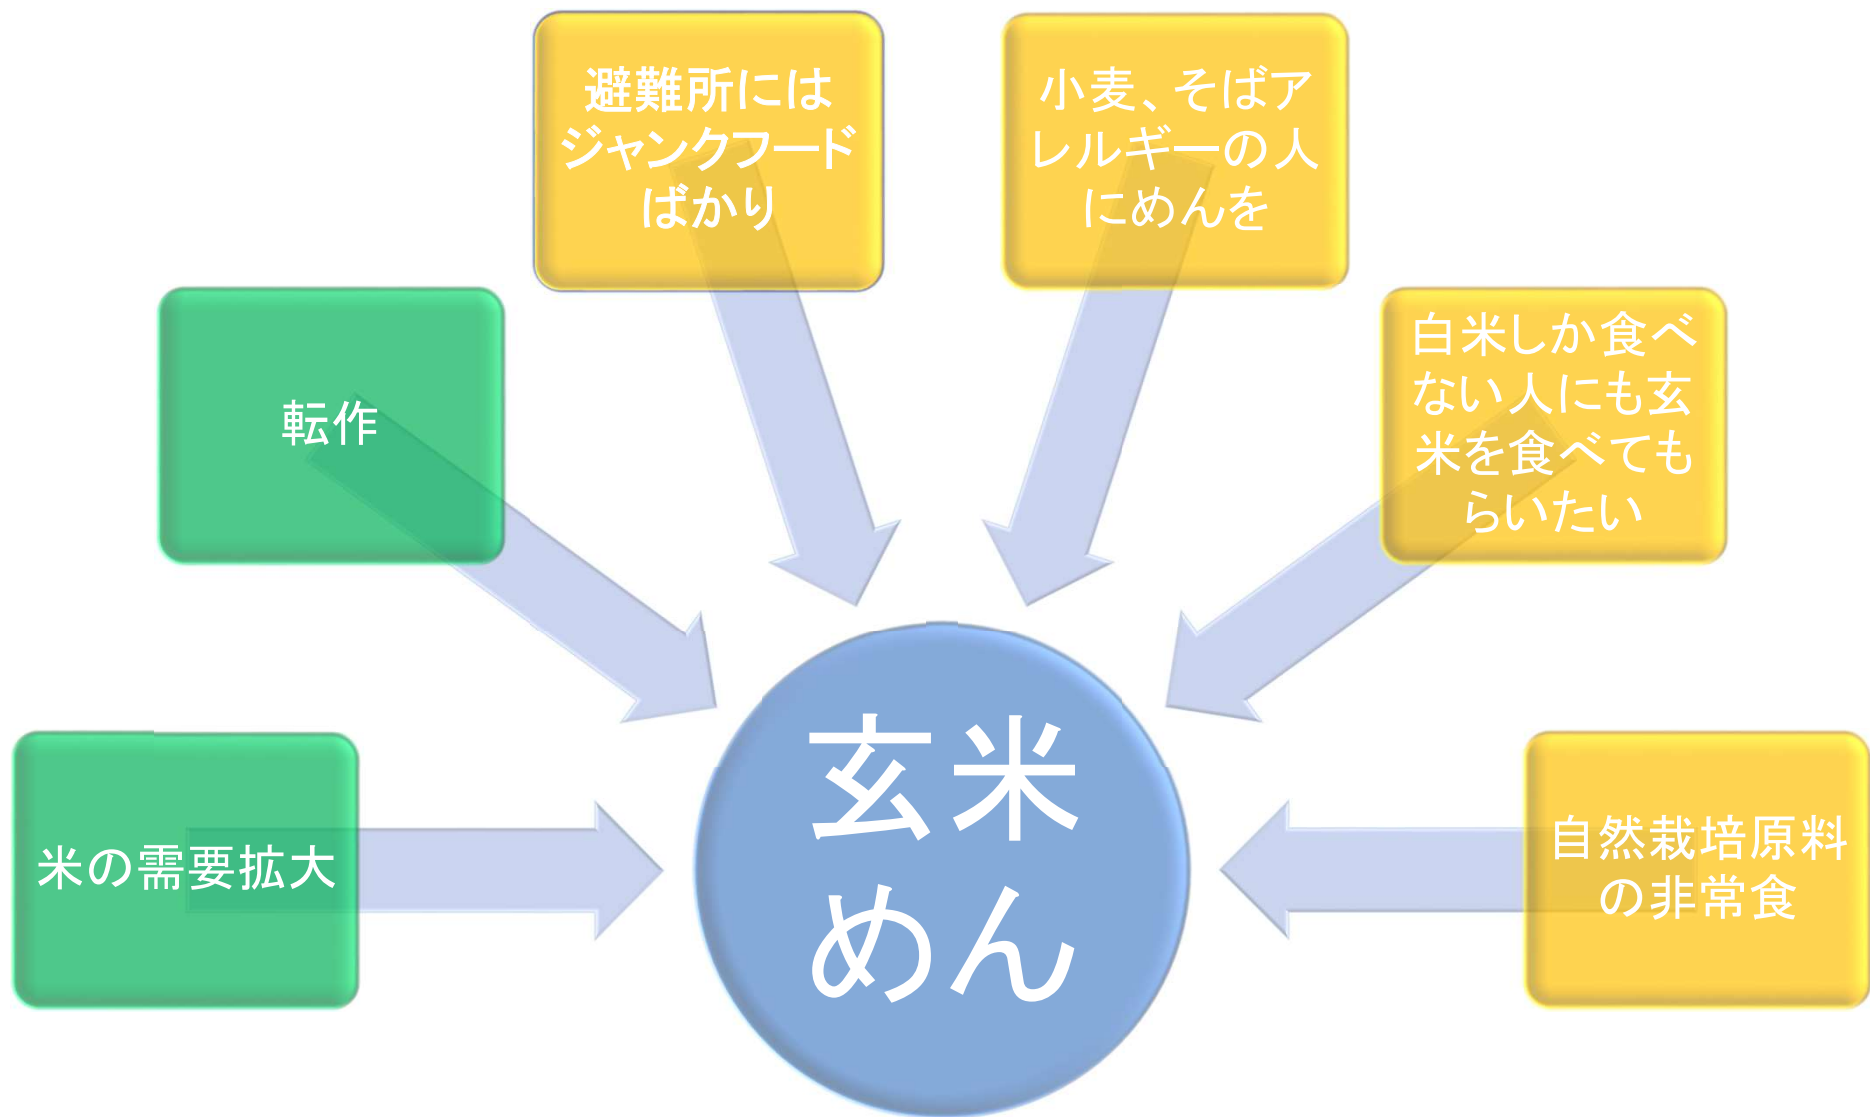 避難所には
ジャンクフード
ばかり
小麦、そばア
レルギーの人
にめんを
転作
白米しか食べ
ない人にも玄
米を食べても
らいたい
米の需要拡大
玄米
めん
自然栽培原料
の非常食